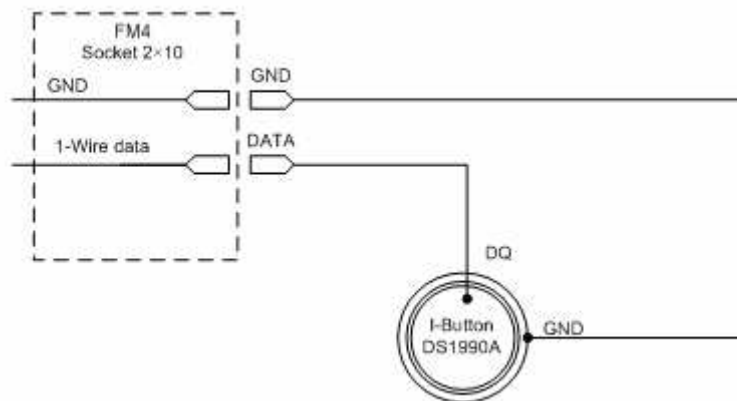 FM4
Socket 2×10
GND
GND
1-Wire data
DATA
DQ
I-Button
DS1990A
GND